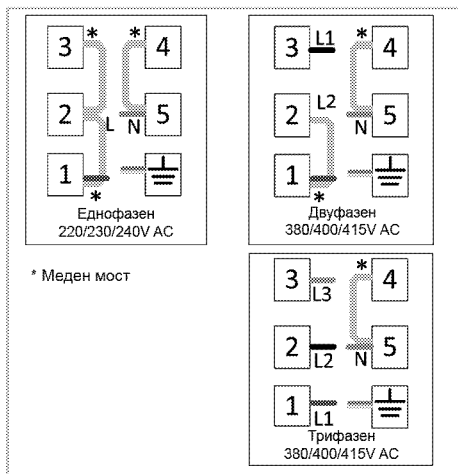 3 * * 4
2 L N 5
1 *
Еднофазен
220/230/240V AC
* Меден мост
3 L1 * 4
2 L2 N 5
1 *
Двуфазен
380/400/415V AC
3 L3 * 4
2 L2 N 5
1 L1
Трифазен
380/400/415V AC